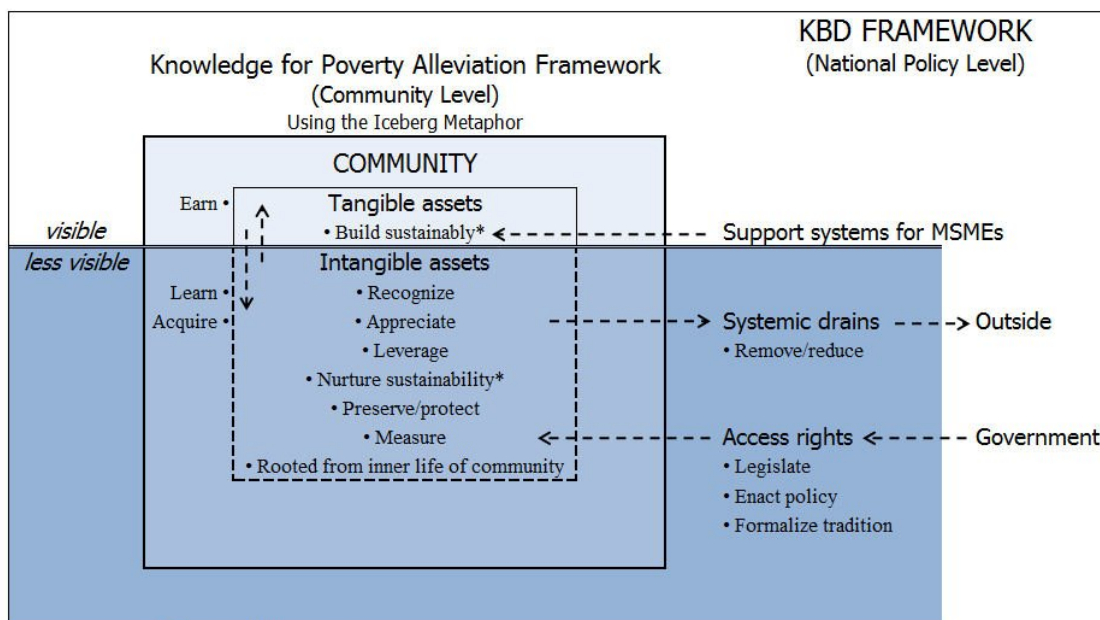 KBD FRAMEWORK
(National Policy Level)
Knowledge for Poverty Alleviation Framework
(Community Level)
Using the Iceberg Metaphor
COMMUNITY
Earn •
Tangible assets
• Build sustainably*
visible
Support systems for MSMEs
less visible
Intangible assets
Learn •
• Recognize
Acquire •
• Appreciate
Systemic drains
Outside
• Leverage
• Remove/reduce
• Nurture sustainability*
• Preserve/protect
• Measure
Access rights
Government
• Rooted from inner life of community
• Legislate
• Enact policy
• Formalize tradition